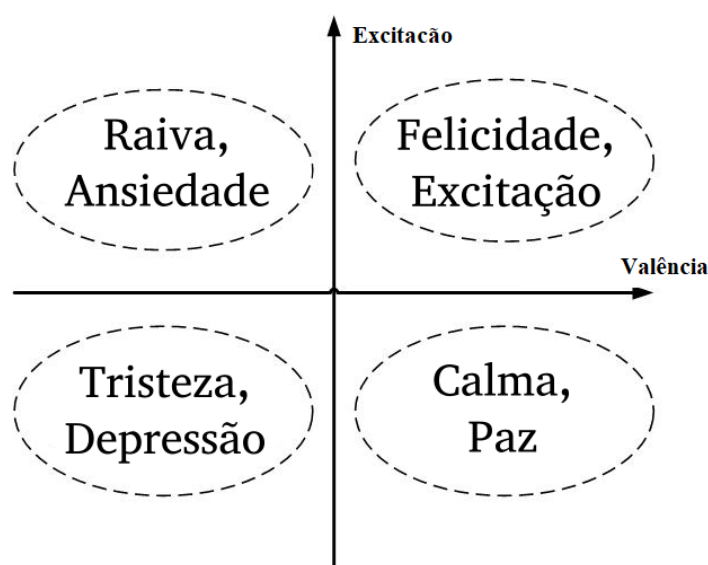 Excitacão
Raiva,
Ansiedade
Felicidade,
Excitação
Valência
Tristeza,
Depressão
Calma,
Paz